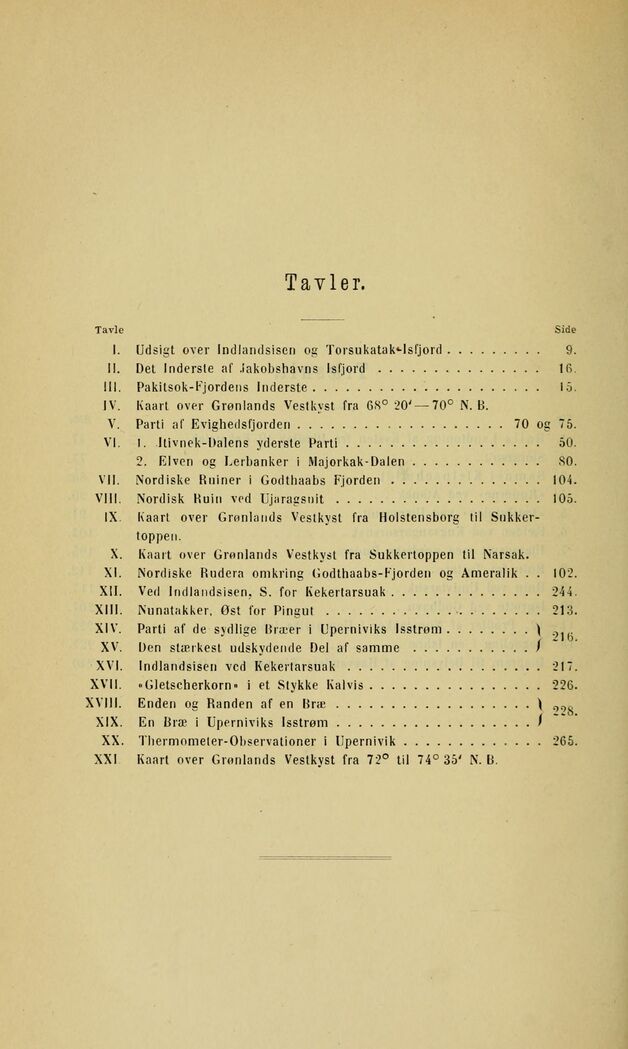 Tavler.
Tavle Side
I. Udsigt over Indlandsisen og Torsukatak-Isfjord . . . . . . . . . 9.
II. Det Inderste af Jakobshavns Isfjord . . . . . . . . . . . . . 16.
III. Pakitsok-Fjordens Inderste . . . . . . . . . . . . . . . . . . 15.
IV. Kaart over Grønlands Vestkyst fra 68° 20′ — 70° N. B.
V. Parti af Evighedsfjorden . . . . . . . . . . . . . . . . . 70 og 75.
VI. 1. Itivnek-Dalens yderste Parti . . . . . . . . . . . . . . . 50.
2. Elven og Lerbanker i Majorkak-Dalen . . . . . . . . . . . 80.
VII. Nordiske Ruiner i Godthaabs Fjorden . . . . . . . . . . . . . 104.
VIII. Nordisk Ruin ved Ujaragsuit . . . . . . . . . . . . . . . . 105.
IX. Kaart over Grønlands Vestkyst fra Holstensborg til Sukker-
toppen.
X. Kaart over Grønlands Vestkyst fra Sukkertoppen til Narsak.
XI. Nordiske Rudera omkring Godthaabs-Fjorden og Ameralik . . 102.
XII. Ved Indlandsisen, S. for Kekertarsuak . . . . . . . . . . . . 244.
XIII. Nunatakker, Øst for Pingut . . . . . . . . . . . . . . . . . 213.
XIV. Parti af de sydlige Bræer i Uperniviks Isstrøm . . . . . . . . } 216.
XV. Den stærkest udskydende Del af samme . . . . . . . . . . . }
XVI. Indlandsisen ved Kekertarsuak . . . . . . . . . . . . . . . 217.
XVII. «Gletscherkorn» i et Stykke Kalvis . . . . . . . . . . . . . . 226.
XVIII. Enden og Randen af en Bræ . . . . . . . . . . . . . . . . . } 228.
XIX. En Bræ i Uperniviks Isstrøm . . . . . . . . . . . . . . . . }
XX. Thermometer-Observationer i Upernivik . . . . . . . . . . . . 265.
XXI Kaart over Grønlands Vestkyst fra 72° til 74° 35′ N. B.